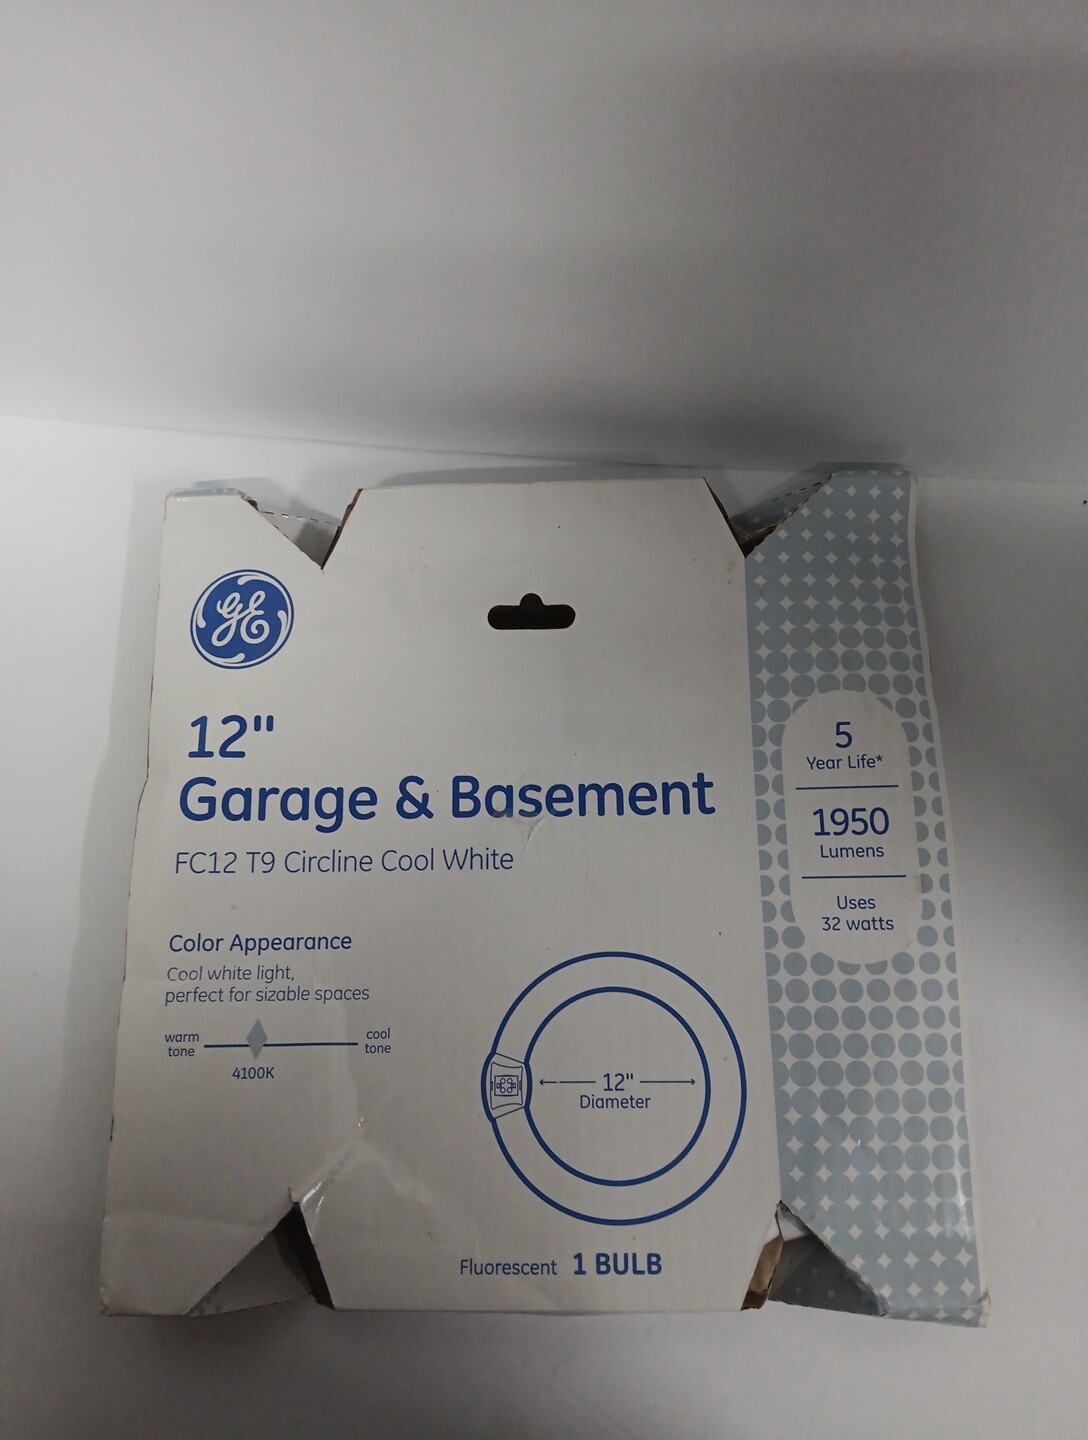 GE
12"
Garage & Basement
FC12 T9 Circline Cool White
Color Appearance
Cool white light,
perfect for sizable spaces
warm
tone
cool
tone
4100K
12"
Diameter
Fluorescent 1 BULB
5
Year Life*
1950
Lumens
Uses
32 watts